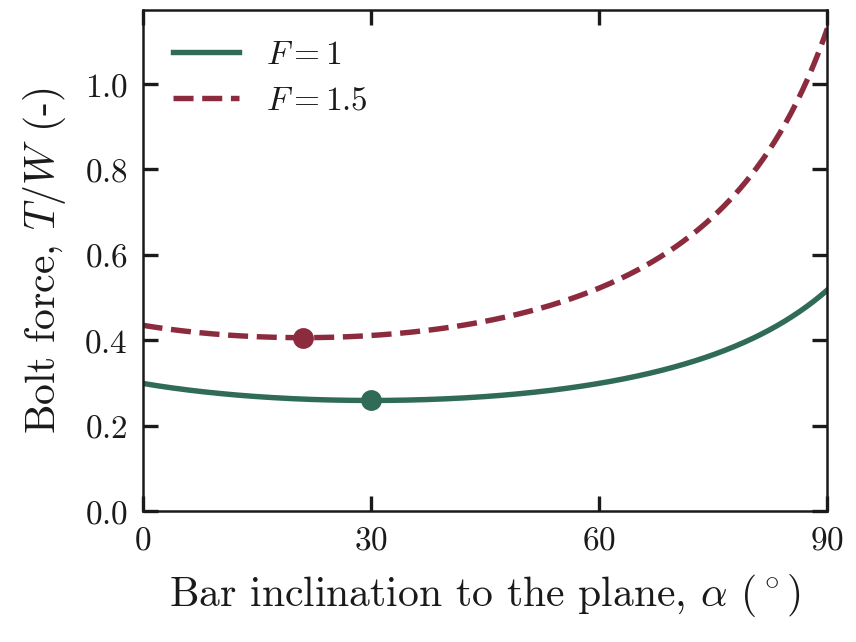 F = 1
F = 1.5
Bolt force, T/W (-)
1.0
0.8
0.6
0.4
0.2
0.0
0 30 60 90
Bar inclination to the plane, α (°)